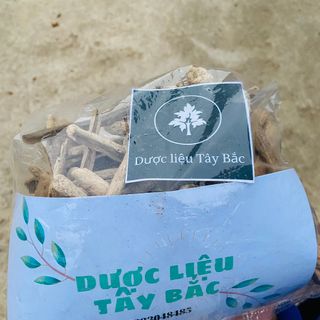 Dược liệu Tây Bắc
DƯỢC LIỆU
TÂY BẮC